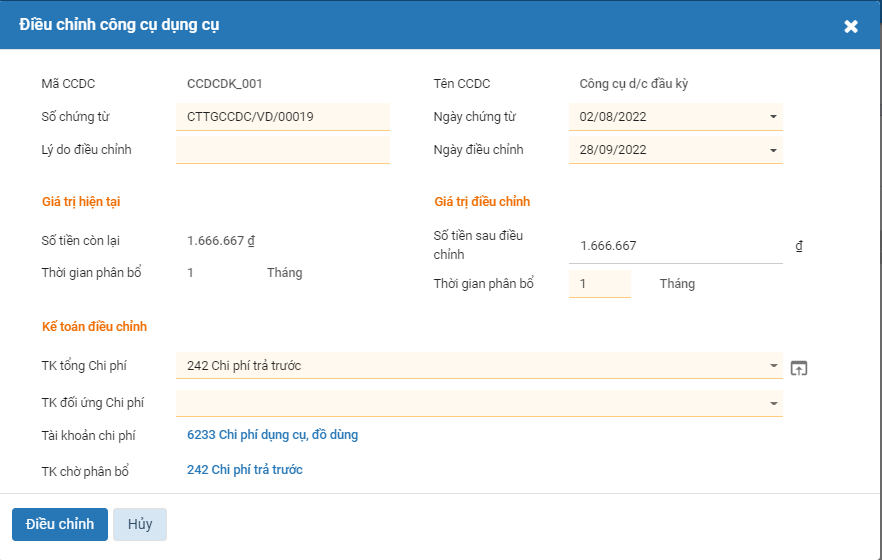 Điều chỉnh công cụ dụng cụ
Mã CCDC CCDCDK_001 Tên CCDC Công cụ d/c đầu kỳ
Số chứng từ CTTGCCDC/VD/00019 Ngày chứng từ 02/08/2022
Lý do điều chỉnh Ngày điều chỉnh 28/09/2022
Giá trị hiện tại Giá trị điều chỉnh
Số tiền còn lại 1.666.667 ₫ Số tiền sau điều
chỉnh 1.666.667 ₫
Thời gian phân bổ 1 Tháng Thời gian phân bổ 1 Tháng
Kế toán điều chỉnh
TK tổng Chi phí 242 Chi phí trả trước
TK đối ứng Chi phí
Tài khoản chi phí 6233 Chi phí dụng cụ, đồ dùng
TK chờ phân bổ 242 Chi phí trả trước
Điều chỉnh Hủy